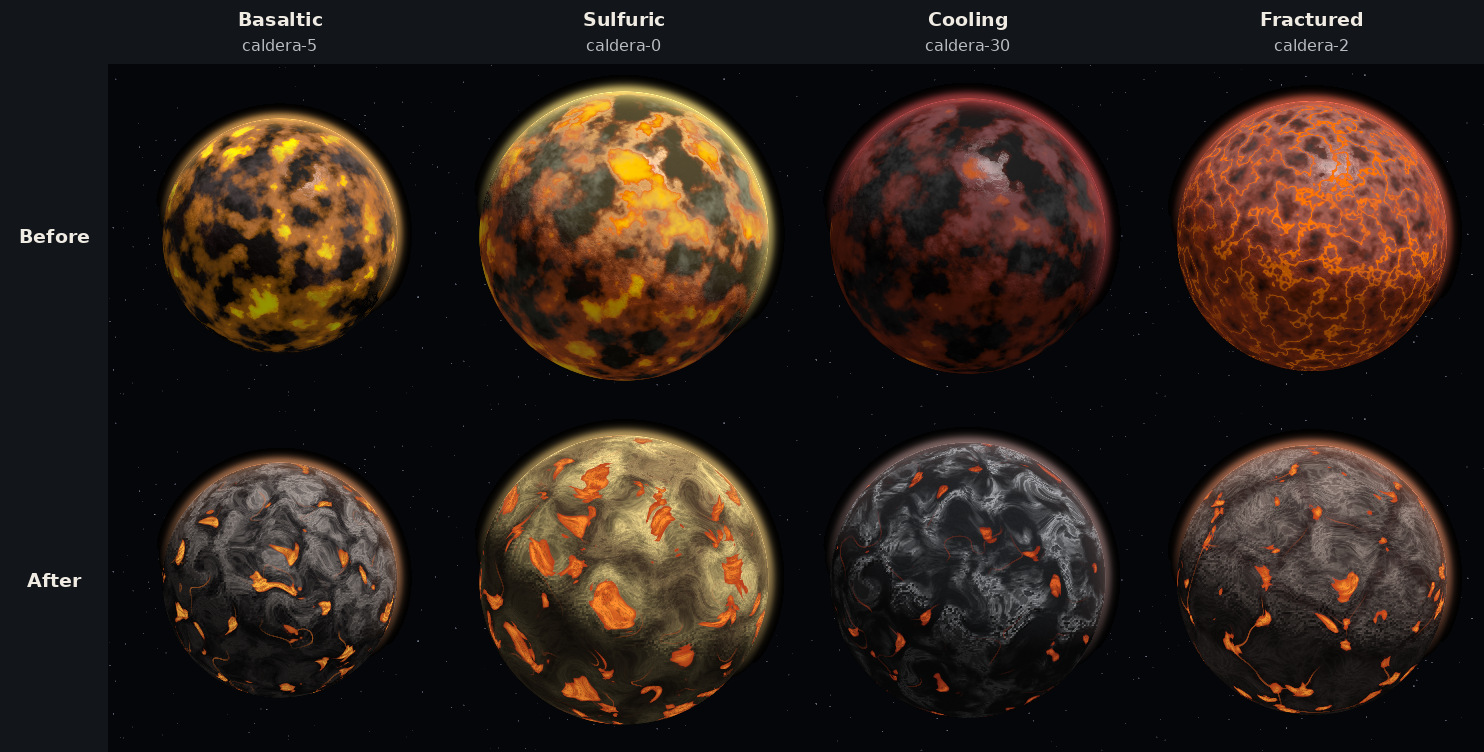 Basaltic
caldera-5
Sulfuric
caldera-0
Cooling
caldera-30
Fractured
caldera-2
Before
After